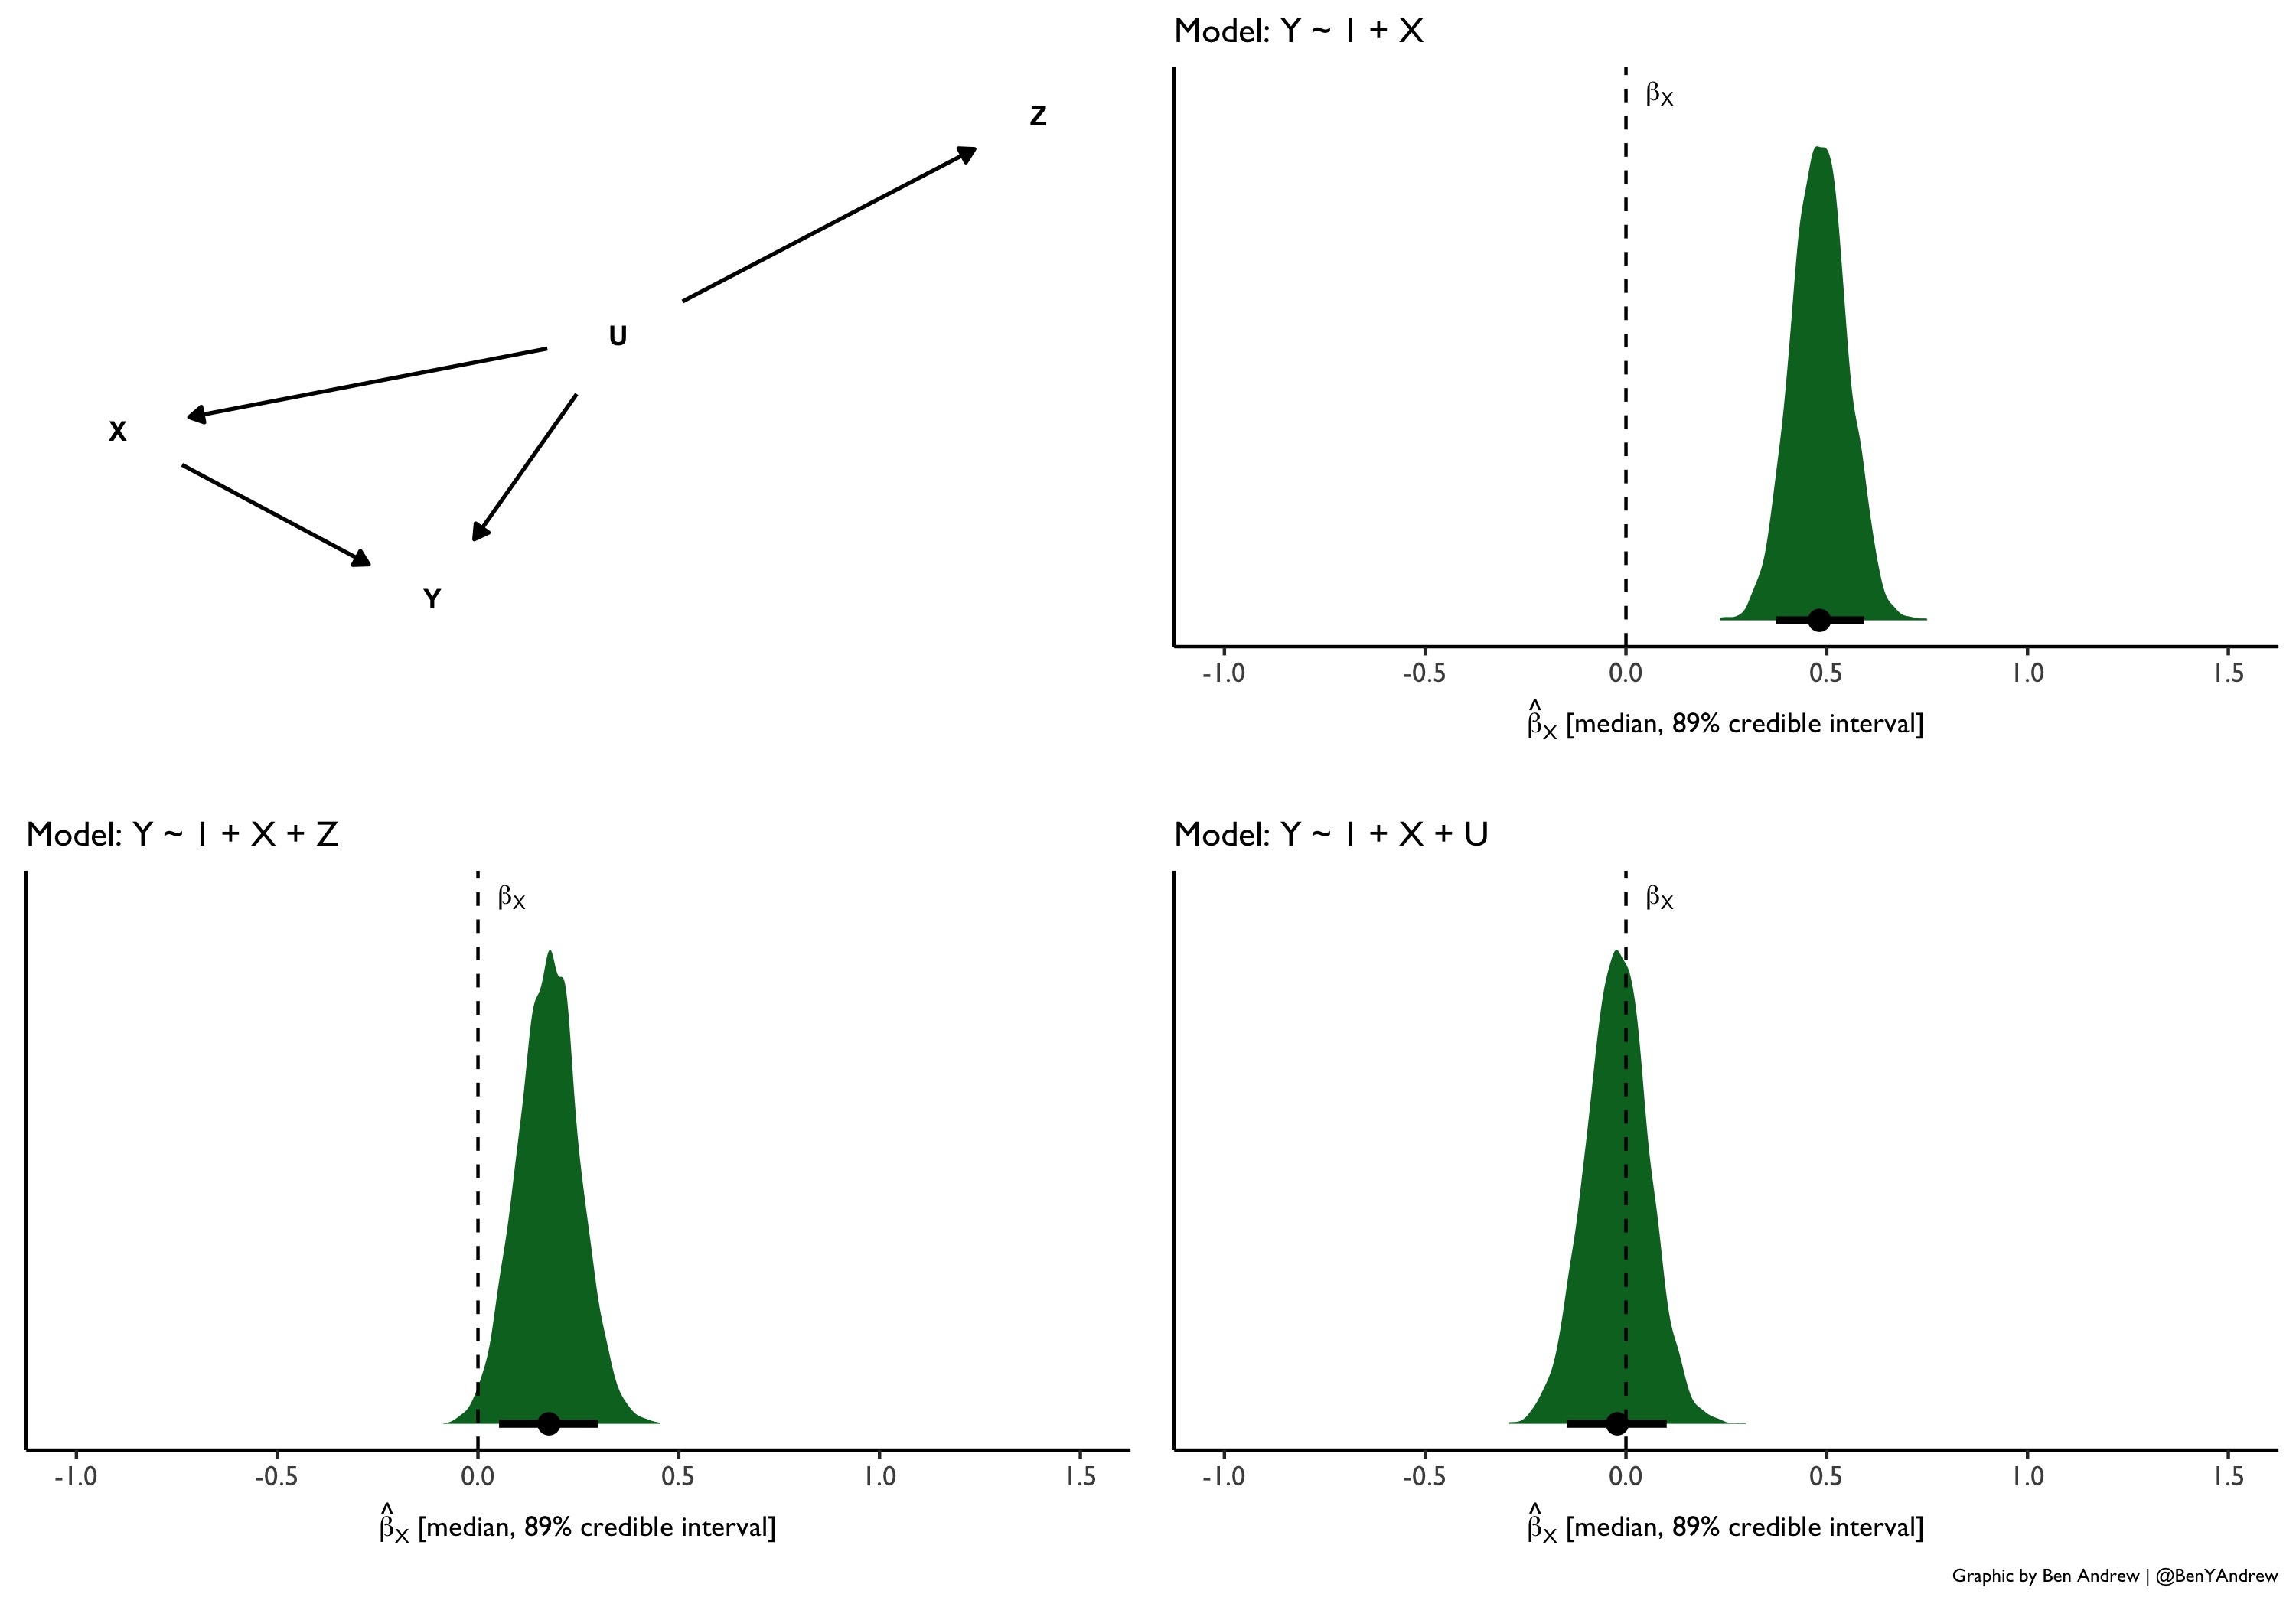 Z
U
X
Y
Model: Y ~ 1 + X
βX
-1.0 -0.5 0.0 0.5 1.0 1.5
β̂X [median, 89% credible interval]
Model: Y ~ 1 + X + Z
βX
-1.0 -0.5 0.0 0.5 1.0 1.5
β̂X [median, 89% credible interval]
Model: Y ~ 1 + X + U
βX
-1.0 -0.5 0.0 0.5 1.0 1.5
β̂X [median, 89% credible interval]
Graphic by Ben Andrew | @BenYAndrew